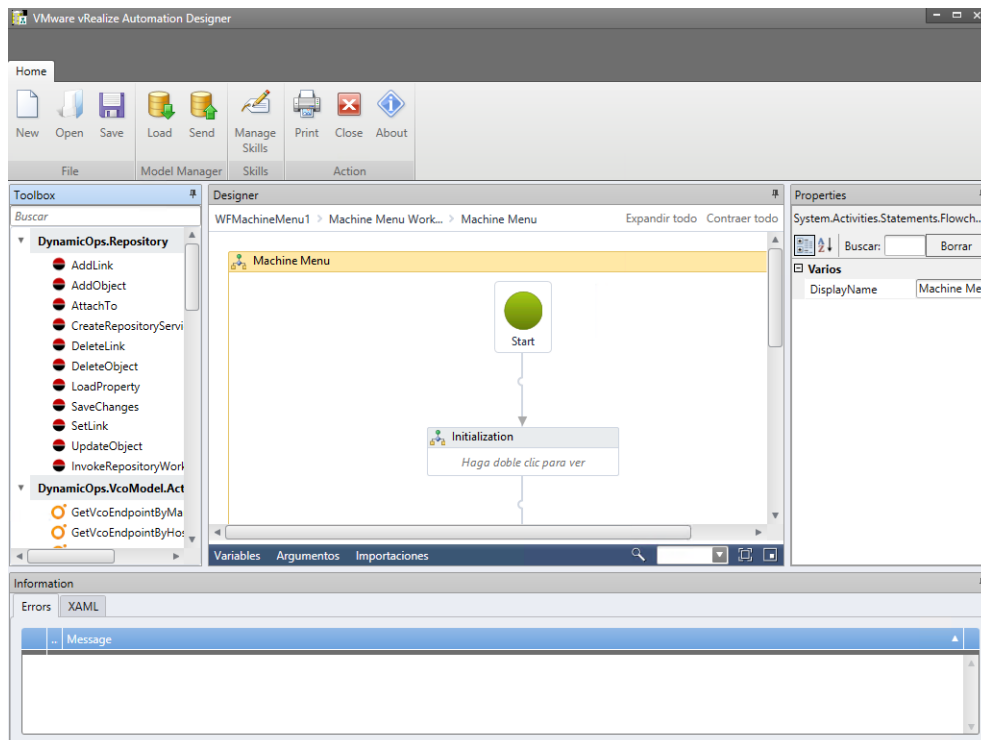 VMware vRealize Automation Designer
Home
New Open Save Load Send Manage Skills Print Close About
File Model Manager Skills Action
Toolbox
Buscar
DynamicOps.Repository
AddLink
AddObject
AttachTo
CreateRepositoryServi
DeleteLink
DeleteObject
LoadProperty
SaveChanges
SetLink
UpdateObject
InvokeRepositoryWork
DynamicOps.VcoModel.Act
GetVcoEndpointByMa
GetVcoEndpointByHos
Designer
WFMachineMenu1 > Machine Menu Work... > Machine Menu Expandir todo Contraer todo
Machine Menu
Start
Initialization
Haga doble clic para ver
Variables Argumentos Importaciones
Properties
System.Activities.Statements.Flowch...
Buscar: Borrar
Varios
DisplayName Machine Me
Information
Errors XAML
.. Message